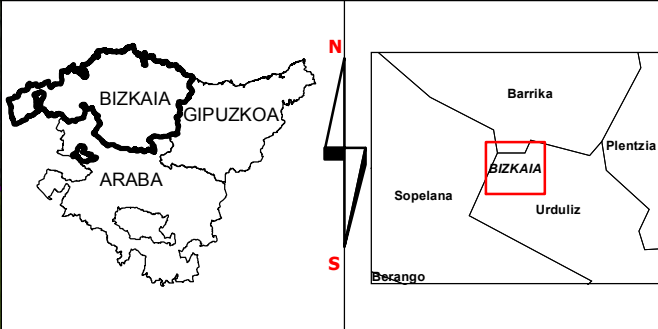 BIZKAIA
GIPUZKOA
ARABA
N
S
Barrika
Plentzia
BIZKAIA
Sopelana
Urduliz
Berango